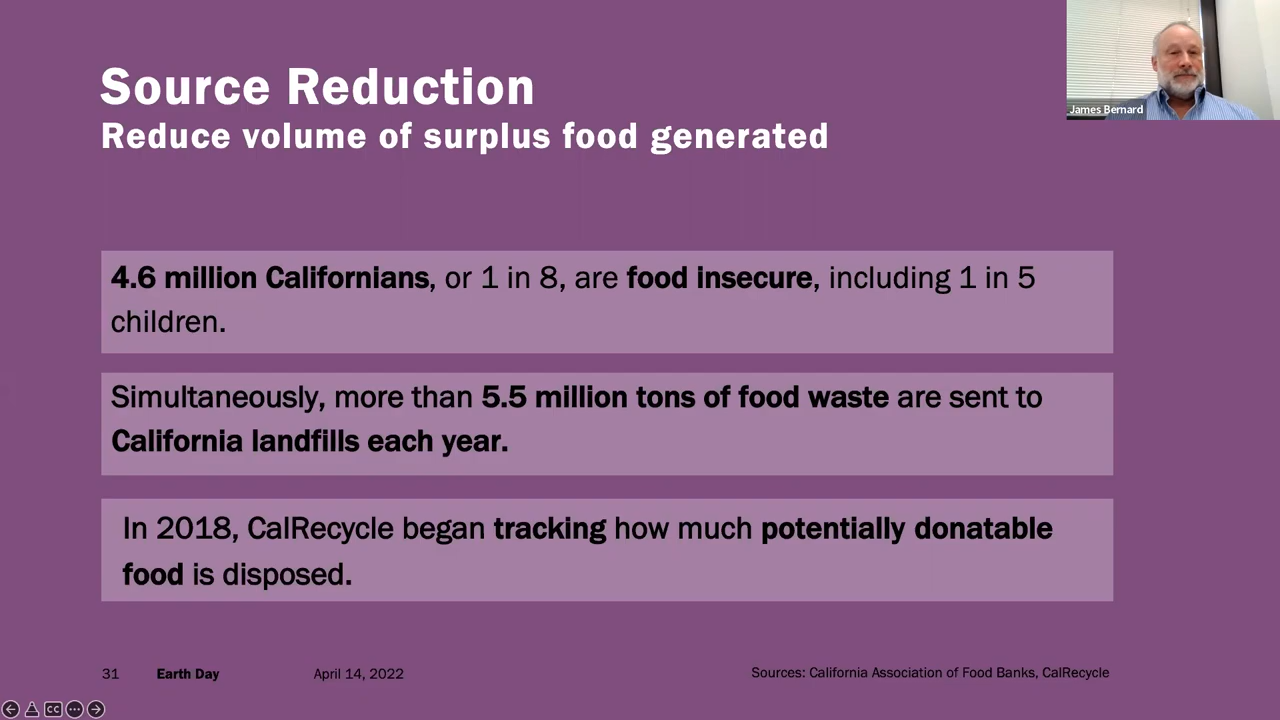 James Bernard
Source Reduction
Reduce volume of surplus food generated
4.6 million Californians, or 1 in 8, are food insecure, including 1 in 5
children.
Simultaneously, more than 5.5 million tons of food waste are sent to
California landfills each year.
In 2018, CalRecycle began tracking how much potentially donatable
food is disposed.
31 Earth Day April 14, 2022 Sources: California Association of Food Banks, CalRecycle
CC